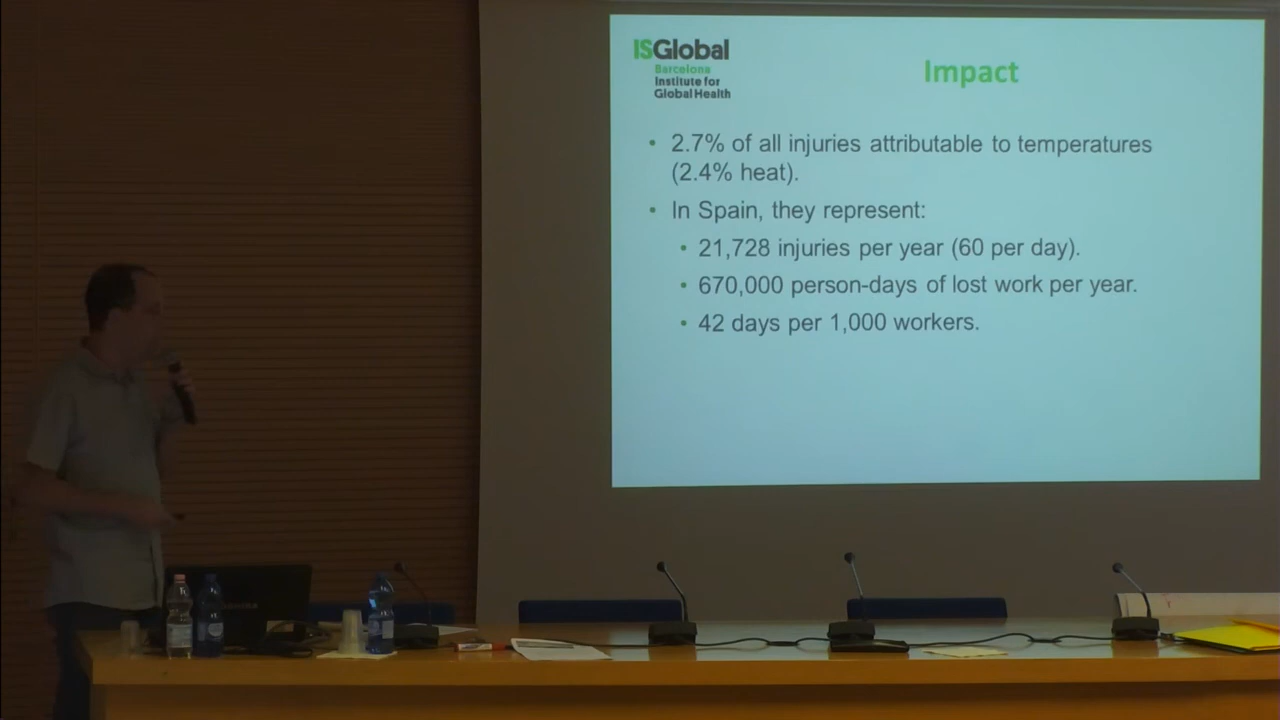 ISGlobal
Barcelona
Institute for
Global Health
Impact
• 2.7% of all injuries attributable to temperatures
(2.4% heat).
• In Spain, they represent:
• 21,728 injuries per year (60 per day).
• 670,000 person-days of lost work per year.
• 42 days per 1,000 workers.